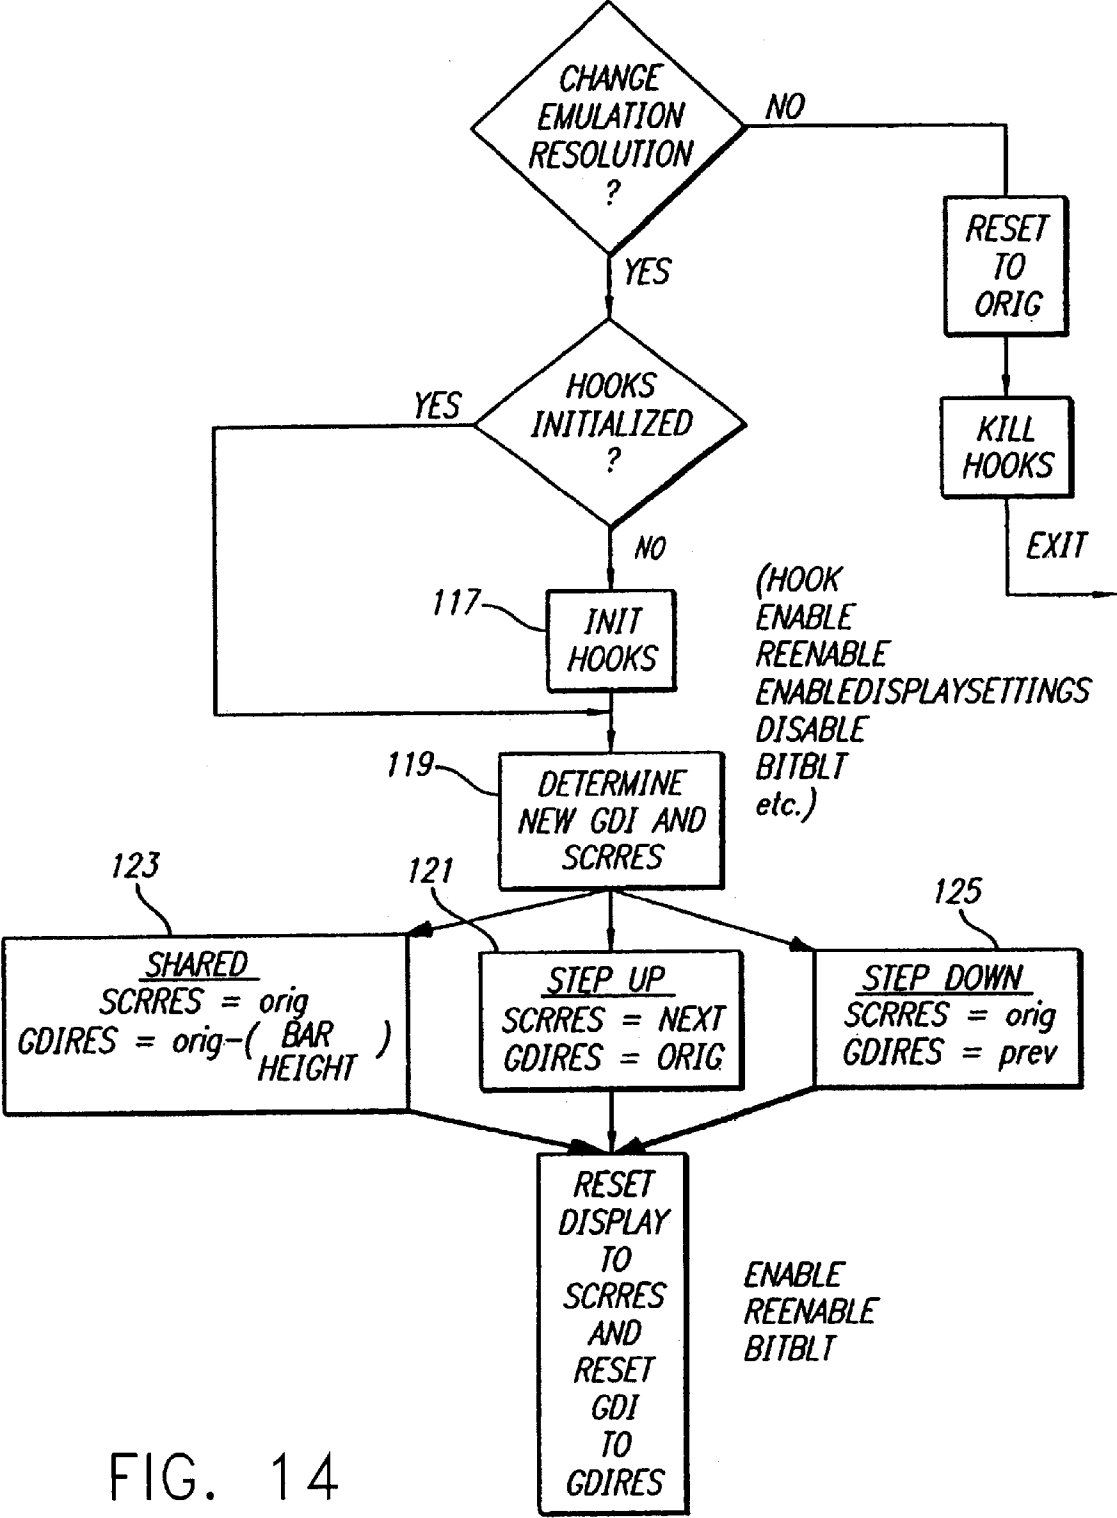 CHANGE
EMULATION
RESOLUTION
?
NO
RESET
TO
ORIG
YES
HOOKS
INITIALIZED
?
YES
KILL
HOOKS
NO
EXIT
117
INIT
HOOKS
(HOOK
ENABLE
REENABLE
ENABLEDISPLAYSETTINGS
DISABLE
BITBLT
etc.)
119
DETERMINE
NEW GDI AND
SCRRES
123
SHARED
SCRRES = orig
GDIRES = orig-( BAR )
HEIGHT
121
STEP UP
SCRRES = NEXT
GDIRES = ORIG
125
STEP DOWN
SCRRES = orig
GDIRES = prev
RESET
DISPLAY
TO
SCRRES
AND
RESET
GDI
TO
GDIRES
ENABLE
REENABLE
BITBLT
FIG. 14